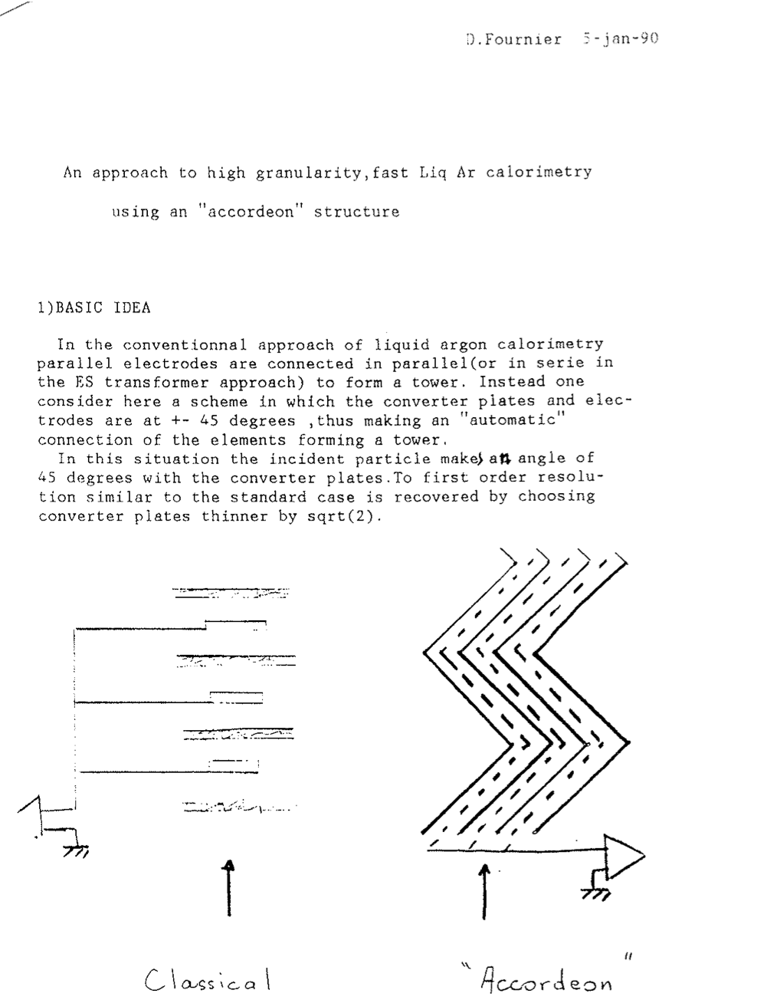 D.Fournier 5-jan-90
An approach to high granularity,fast Liq Ar calorimetry
using an "accordeon" structure
1)BASIC IDEA
In the conventionnal approach of liquid argon calorimetry
parallel electrodes are connected in parallel(or in serie in
the ES transformer approach) to form a tower. Instead one
consider here a scheme in which the converter plates and elec-
trodes are at +- 45 degrees ,thus making an "automatic"
connection of the elements forming a tower.
In this situation the incident particle makes an angle of
45 degrees with the converter plates.To first order resolu-
tion similar to the standard case is recovered by choosing
converter plates thinner by sqrt(2).
Classical "Accordeon"